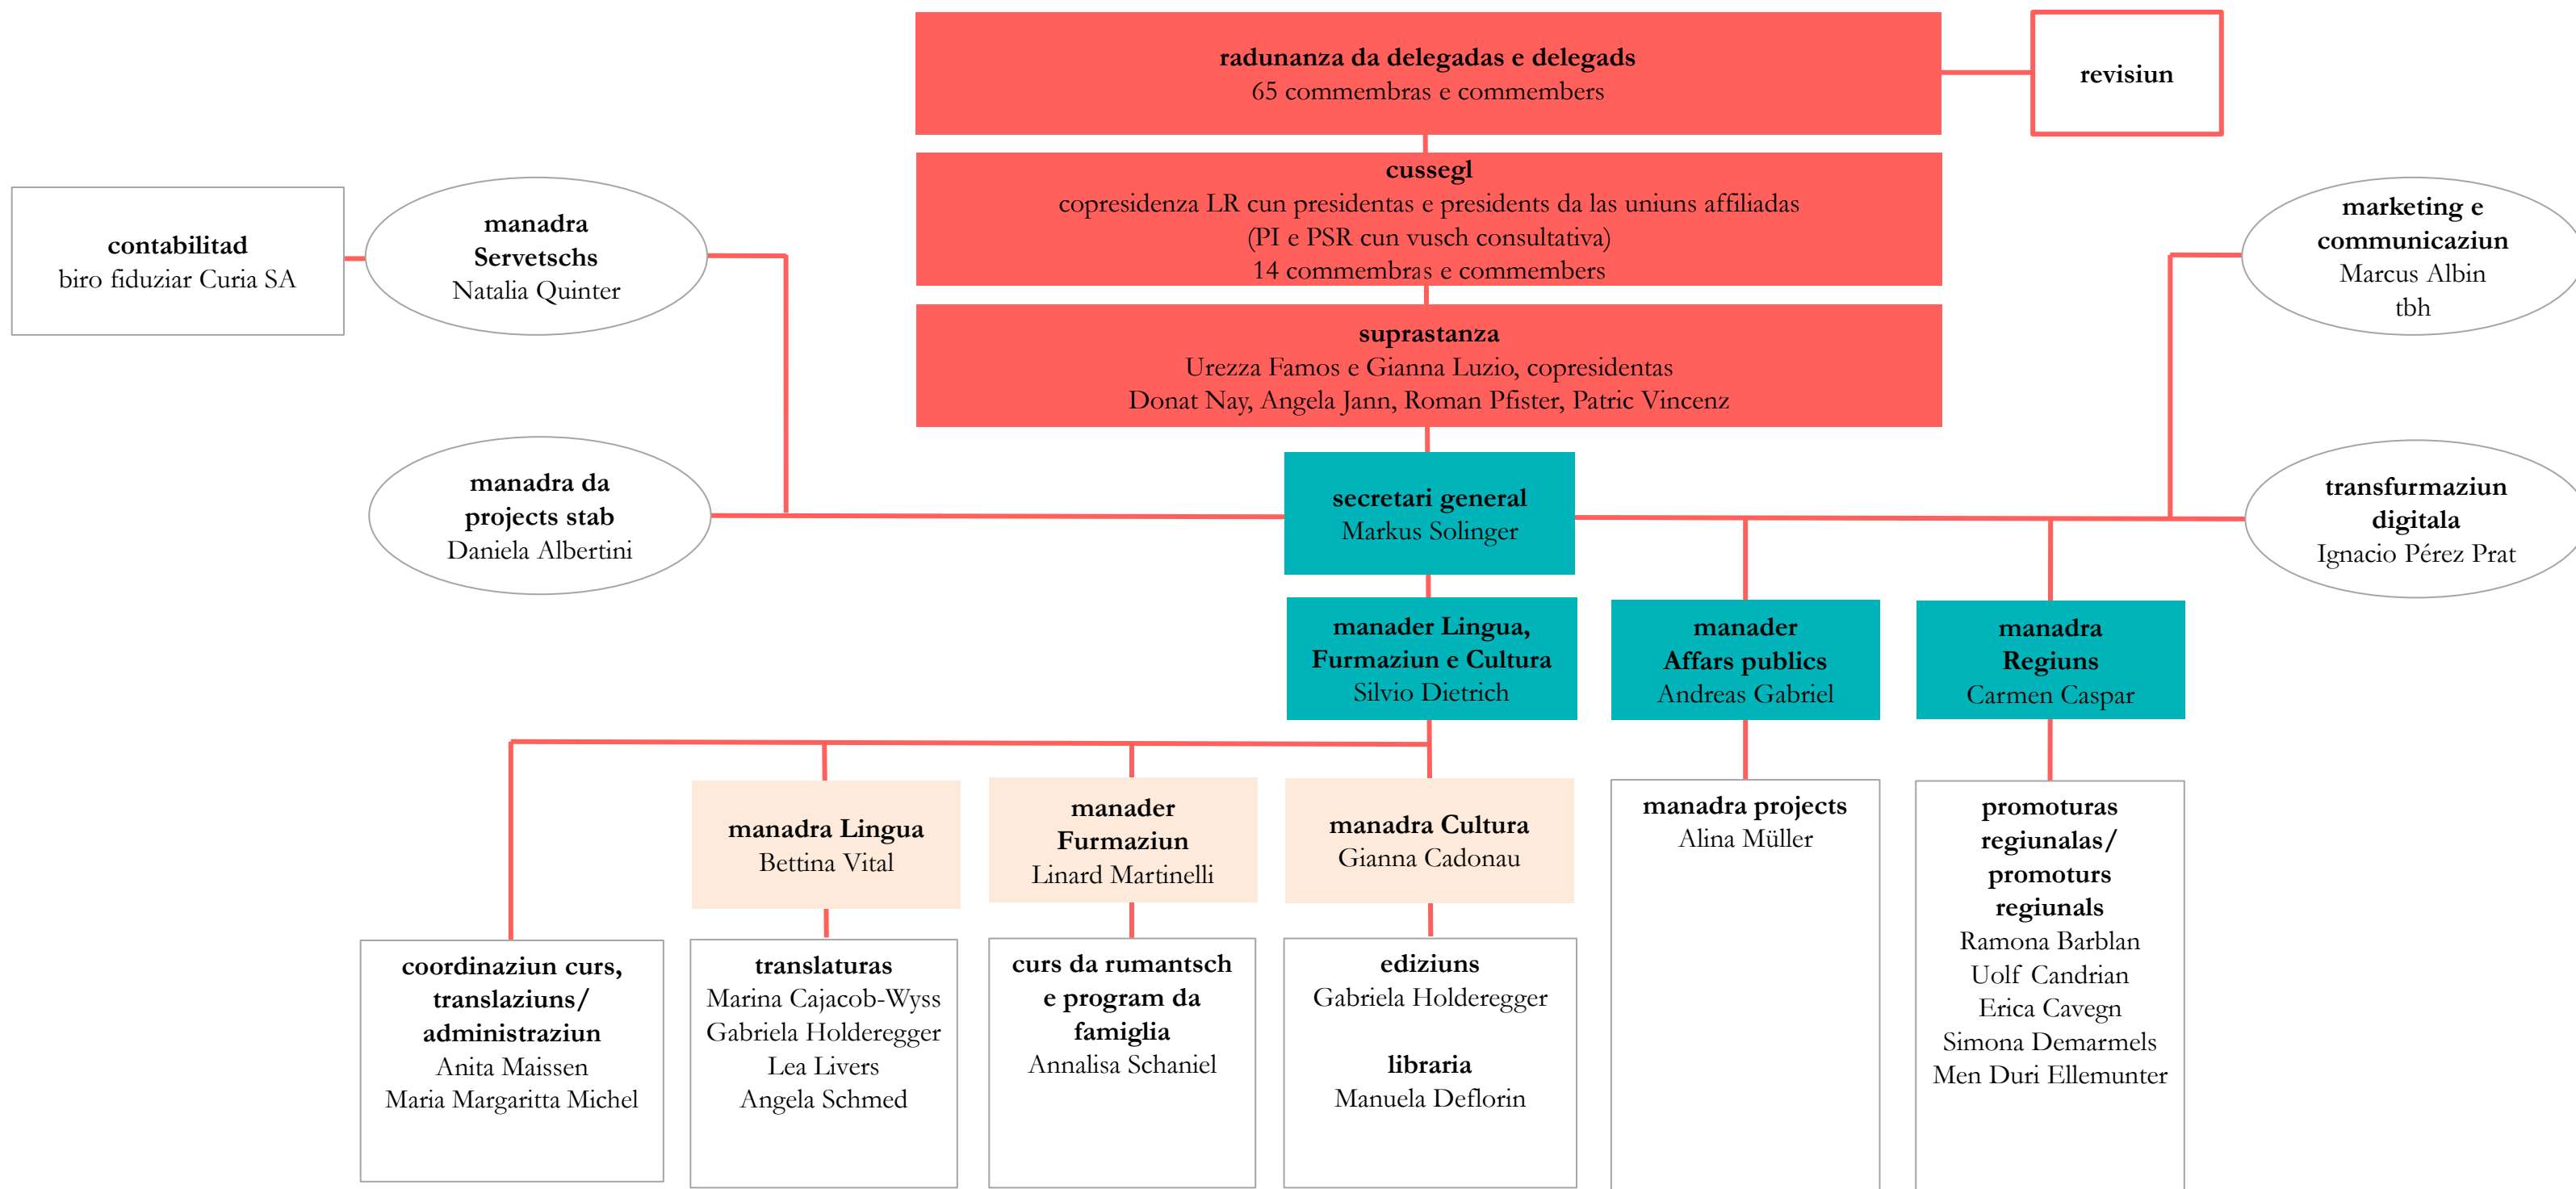 radunanza da delegadas e delegads
65 commembras e commembers
revisiun
cussegl
copresidenza LR cun presidentas e presidents da las uniuns affiliadas
(PI e PSR cun vusch consultativa)
14 commembras e commembers
contabilitad
biro fiduziar Curia SA
manadra
Servetschs
Natalia Quinter
marketing e
communicaziun
Marcus Albin
tbh
suprastanza
Urezza Famos e Gianna Luzio, copresidentas
Donat Nay, Angela Jann, Roman Pfister, Patric Vincenz
manadra da
projects stab
Daniela Albertini
secretari general
Markus Solinger
transfurmaziun
digitala
Ignacio Pérez Prat
manader Lingua,
Furmaziun e Cultura
Silvio Dietrich
manader
Affars publics
Andreas Gabriel
manadra
Regiuns
Carmen Caspar
manadra Lingua
Bettina Vital
manader
Furmaziun
Linard Martinelli
manadra Cultura
Gianna Cadonau
manadra projects
Alina Müller
promoturas
regiunalas/
promoturs
regiunals
Ramona Barblan
Uolf Candrian
Erica Cavegn
Simona Demarmels
Men Duri Ellemunter
coordinaziun curs,
translaziuns/
administraziun
Anita Maissen
Maria Margaritta Michel
translaturas
Marina Cajacob-Wyss
Gabriela Holderegger
Lea Livers
Angela Schmed
curs da rumantsch
e program da
famiglia
Annalisa Schaniel
ediziuns
Gabriela Holderegger
libraria
Manuela Deflorin